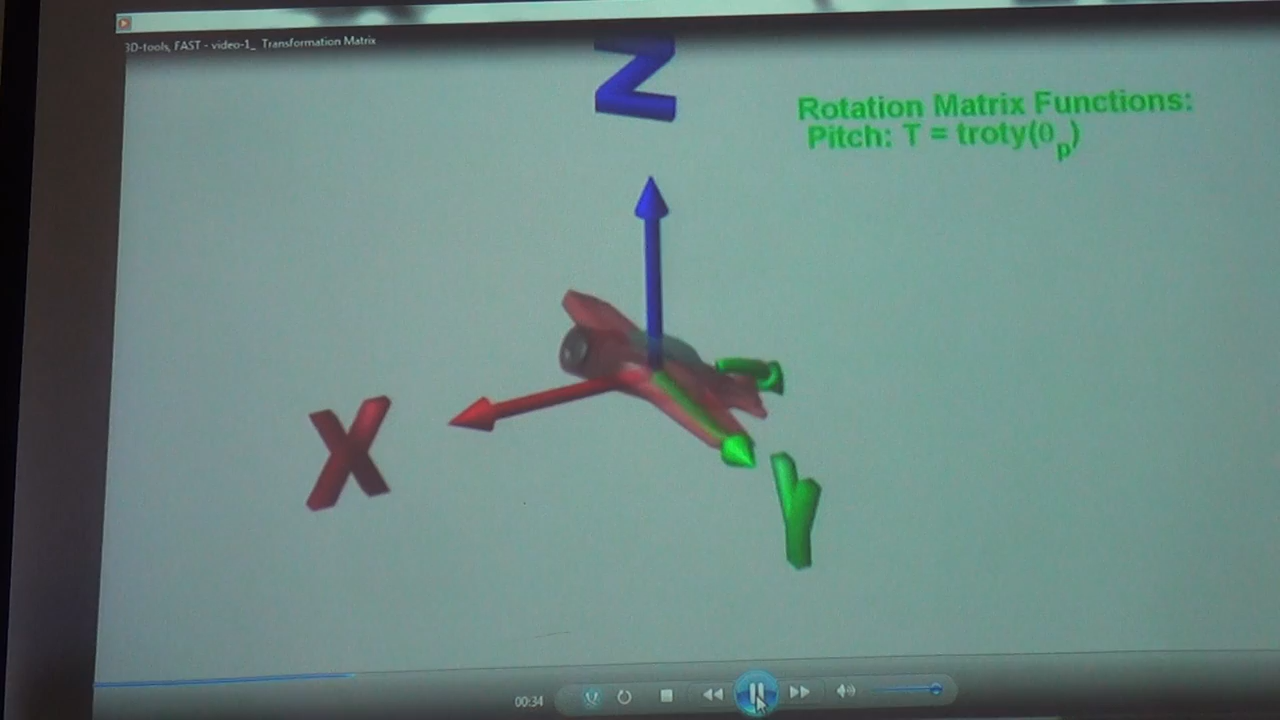 3D-tools, FAST - video-1_ Transformation Matrix
Z
Rotation Matrix Functions:
Pitch: T = troty(θp)
X
Y
00:34